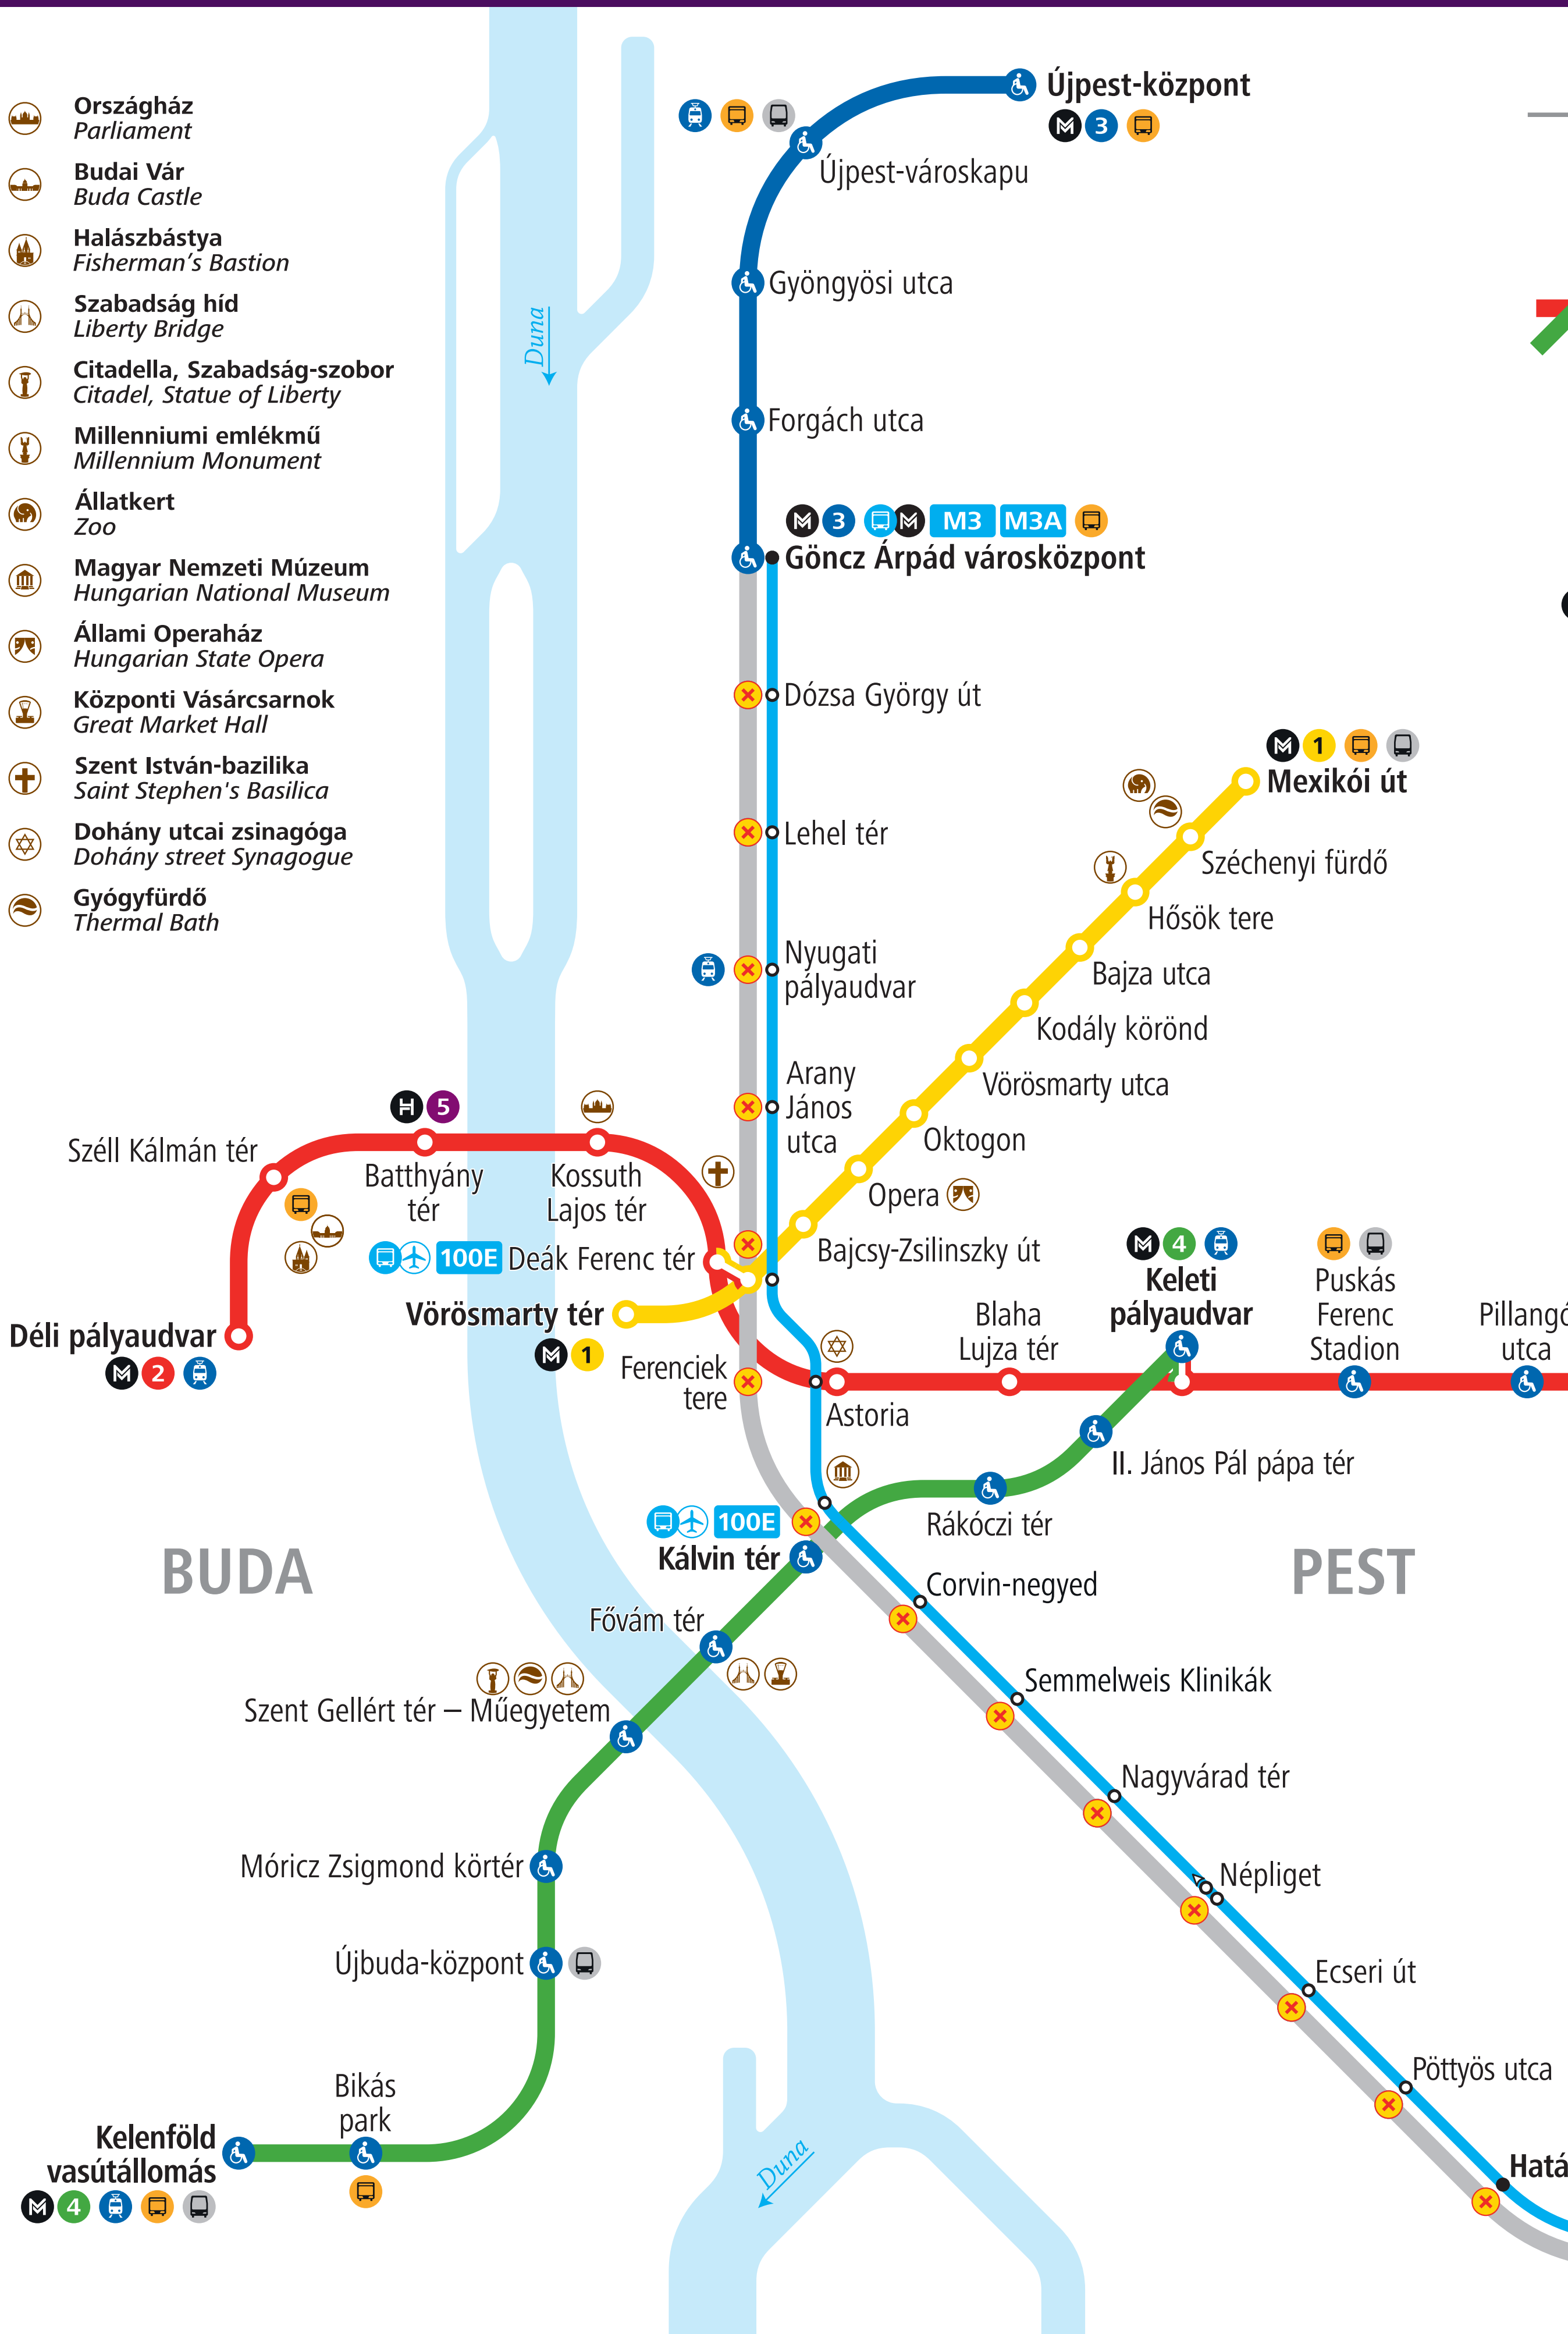 Országház
Parliament
Budai Vár
Buda Castle
Halászbástya
Fisherman’s Bastion
Szabadság híd
Liberty Bridge
Citadella, Szabadság-szobor
Citadel, Statue of Liberty
Millenniumi emlékmű
Millennium Monument
Állatkert
Zoo
Magyar Nemzeti Múzeum
Hungarian National Museum
Állami Operaház
Hungarian State Opera
Központi Vásárcsarnok
Great Market Hall
Szent István-bazilika
Saint Stephen's Basilica
Dohány utcai zsinagóga
Dohány street Synagogue
Gyógyfürdő
Thermal Bath
Duna
Újpest-központ
M 3
Újpest-városkapu
Gyöngyösi utca
Forgách utca
M 3 M M3 M3A
Göncz Árpád városközpont
Dózsa György út
Lehel tér
Nyugati
pályaudvar
Arany
János
utca
M 1
Mexikói út
Széchenyi fürdő
Hősök tere
Bajza utca
Kodály körönd
Vörösmarty utca
Oktogon
Opera
Bajcsy-Zsilinszky út
H 5
Széll Kálmán tér
Batthyány
tér
Kossuth
Lajos tér
100E Deák Ferenc tér
Vörösmarty tér
M 1
Déli pályaudvar
M 2
Ferenciek
tere
Astoria
Blaha
Lujza tér
M 4
Keleti
pályaudvar
Puskás
Ferenc
Stadion
Pillangó
utca
II. János Pál pápa tér
Rákóczi tér
100E
Kálvin tér
BUDA
PEST
Corvin-negyed
Fővám tér
Szent Gellért tér – Műegyetem
Semmelweis Klinikák
Nagyvárad tér
Móricz Zsigmond körtér
Népliget
Újbuda-központ
Ecseri út
Pöttyös utca
Bikás
park
Kelenföld
vasútállomás
M 4
Duna
Hatá